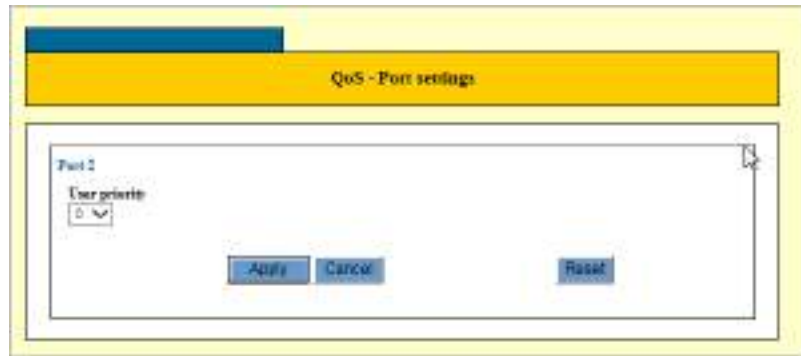 QoS - Port settings
Port 2
User priority
0
Apply Cancel Reset